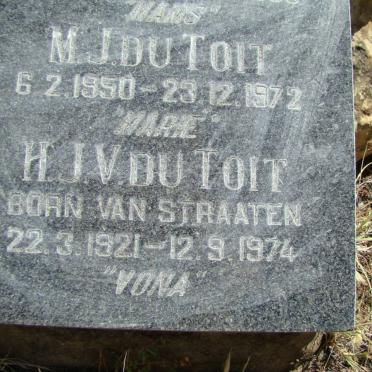 "HANS"
M.J.DU TOIT
6 2.1950-23.12.1972
"MARIE"
H.J.V.DU TOIT
BORN VAN STRAATEN
22.3.1921-12.9.1974
"VONA"